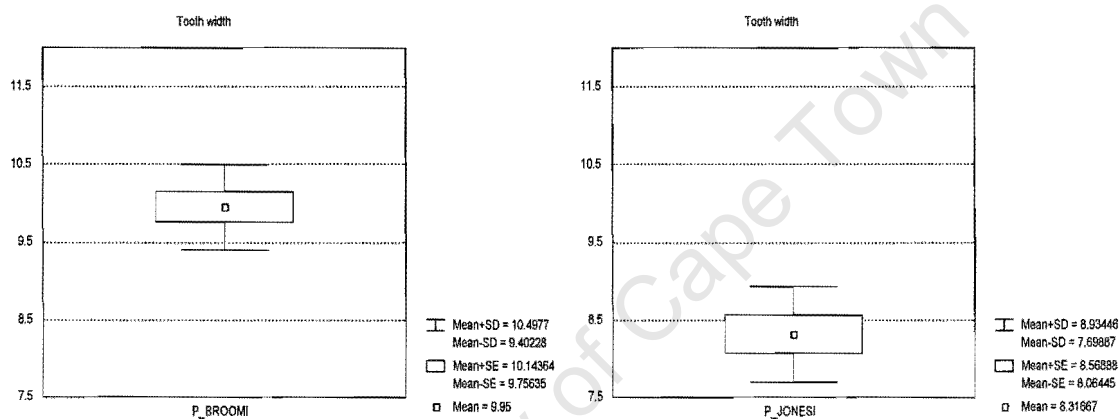 Tooth width
11.5
10.5
9.5
8.5
7.5
P_BROOMI
Mean+SD = 10.4977
Mean-SD = 9.40228
Mean+SE = 10.14364
Mean-SE = 9.75635
Mean = 9.95
Tooth width
11.5
10.5
9.5
8.5
7.5
P_JONESI
Mean+SD = 8.93446
Mean-SD = 7.69887
Mean+SE = 8.56888
Mean-SE = 8.06445
Mean = 8.31667
of Cape Town